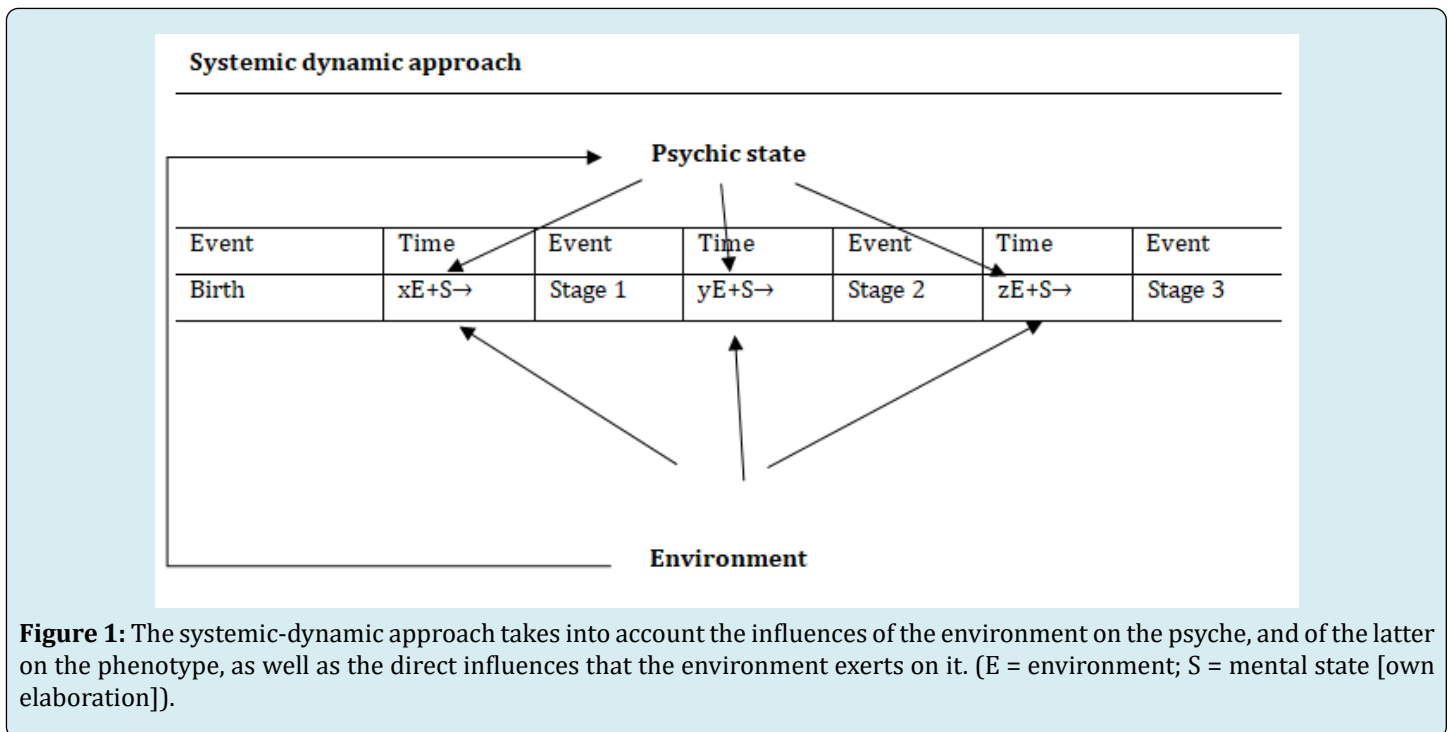 Systemic dynamic approach
Psychic state
Event Time Event Time Event Time Event
Birth xE+S→ Stage 1 yE+S→ Stage 2 zE+S→ Stage 3
Environment
Figure 1: The systemic-dynamic approach takes into account the influences of the environment on the psyche, and of the latter
on the phenotype, as well as the direct influences that the environment exerts on it. (E = environment; S = mental state [own
elaboration]).